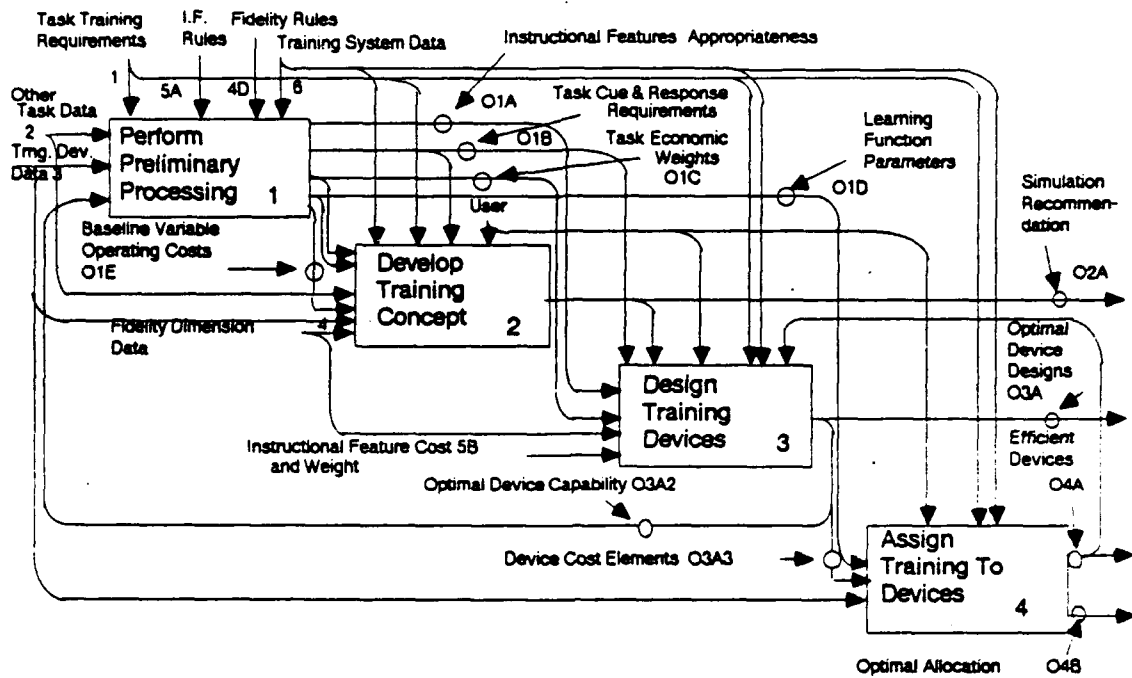 Task Training
Requirements
I.F.
Rules
Fidelity Rules
Training System Data
Instructional Features Appropriateness
1
5A
4D
6
Other
Task Data
2
Trng. Dev.
Data 3
Perform
Preliminary
Processing
1
O1A
Task Cue & Response
Requirements
O1B
Task Economic
Weights
O1C
Learning
Function
Parameters
O1D
User
Simulation
Recommen-
dation
O2A
Baseline Variable
Operating Costs
O1E
Develop
Training
Concept
2
Fidelity Dimension
Data
4
Optimal
Device
Designs
O3A
Design
Training
Devices
3
Instructional Feature Cost 5B
and Weight
Efficient
Devices
O4A
Optimal Device Capability O3A2
Device Cost Elements O3A3
Assign
Training To
Devices
4
Optimal Allocation
O4B